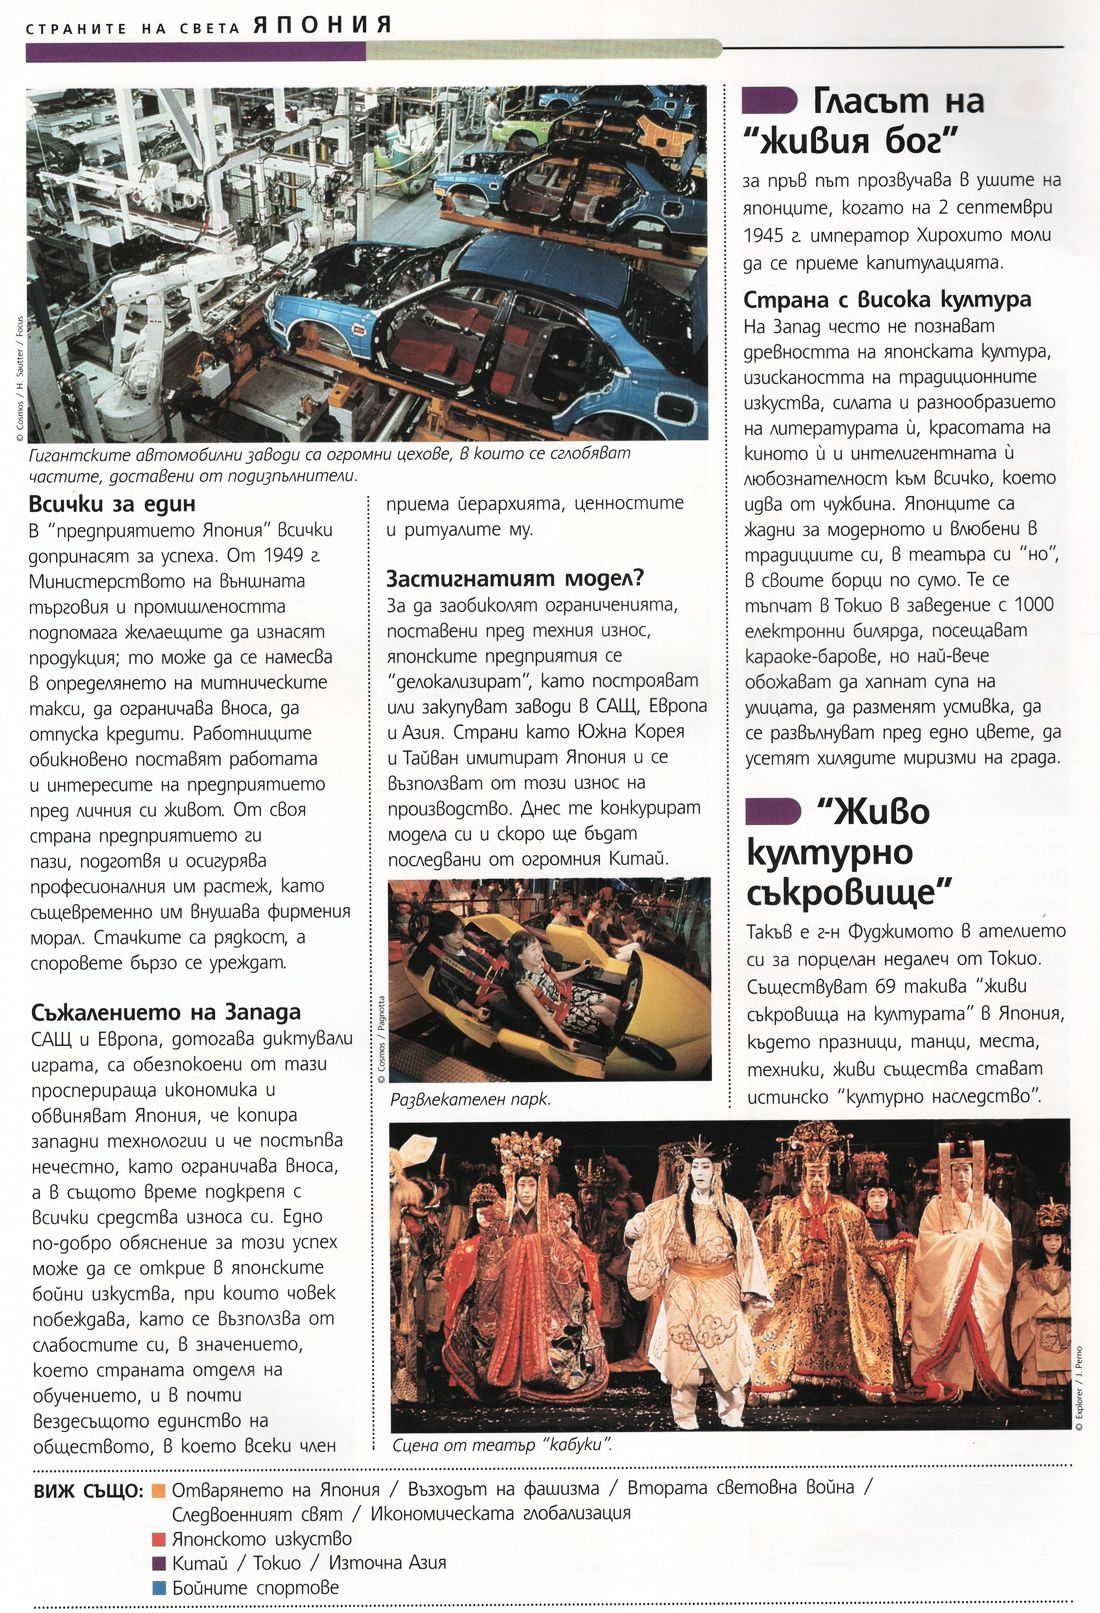 СТРАНИТЕ НА СВЕТА ЯПОНИЯ
© Cosmos / H. Sautter / Focus
Гигантските автомобилни заводи са огромни цехове, в които се сглобяват
частите, доставени от подизпълнители.
Всички за един
В “предприятието Япония” всички
допринасят за успеха. От 1949 г.
Министерството на външната
търговия и промишлеността
подпомага желаещите да изнасят
продукция; то може да се намесва
в определянето на митническите
такси, да ограничава вноса, да
отпуска кредити. Работниците
обикновено поставят работата
и интересите на предприятието
пред личния си живот. От своя
страна предприятието ги
пази, подготвя и осигурява
професионалния им растеж, като
същевременно им внушава фирмения
морал. Стачките са рядкост, а
споровете бързо се уреждат.
Съжалението на Запада
САЩ и Европа, дотогава диктували
играта, са обезпокоени от тази
просперираща икономика и
обвиняват Япония, че копира
западни технологии и че постъпва
нечестно, като ограничава вноса,
а в същото време подкрепя с
всички средства износа си. Едно
по-добро обяснение за този успех
може да се открие в японските
бойни изкуства, при които човек
побеждава, като се възползва от
слабостите си, в значението,
което страната отделя на
обучението, и в почти
вездесъщото единство на
обществото, в което всеки член
приема йерархията, ценностите
и ритуалите му.
Застигнатият модел?
За да заобиколят ограниченията,
поставени пред техния износ,
японските предприятия се
“делокализират”, като построяват
или закупуват заводи в САЩ, Европа
и Азия. Страни като Южна Корея
и Тайван имитират Япония и се
възползват от този износ на
производство. Днес те конкурират
модела си и скоро ще бъдат
последвани от огромния Китай.
© Cosmos / Pagnotta
Развлекателен парк.
Гласът на
“живия бог”
за пръв път прозвучава в ушите на
японците, когато на 2 септември
1945 г. император Хирохито моли
да се приеме капитулацията.
Страна с висока култура
На Запад често не познават
древността на японската култура,
изискаността на традиционните
изкуства, силата и разнообразието
на литературата ѝ, красотата на
киното ѝ и интелигентната ѝ
любознателност към всичко, което
идва от чужбина. Японците са
жадни за модерното и влюбени в
традициите си, в театъра си “но”,
в своите борци по сумо. Те се
тъпчат в Токио в заведение с 1000
електронни билярда, посещават
караоке-барове, но най-вече
обожават да хапнат супа на
улицата, да разменят усмивка, да
се развълнуват пред едно цвете, да
усетят хилядите миризми на града.
“Живо
културно
съкровище”
Такъв е г-н Фуджимото в ателието
си за порцелан недалеч от Токио.
Съществуват 69 такива “живи
съкровища на културата” в Япония,
където празници, танци, места,
техники, живи същества стават
истинско “културно наследство”.
© Explorer / J. Perno
Сцена от театър “кабуки”.
ВИЖ СЪЩО: Отварянето на Япония / Възходът на фашизма / Втората световна война /
Следвоенният свят / Икономическата глобализация
Японското изкуство
Китай / Токио / Източна Азия
Бойните спортове